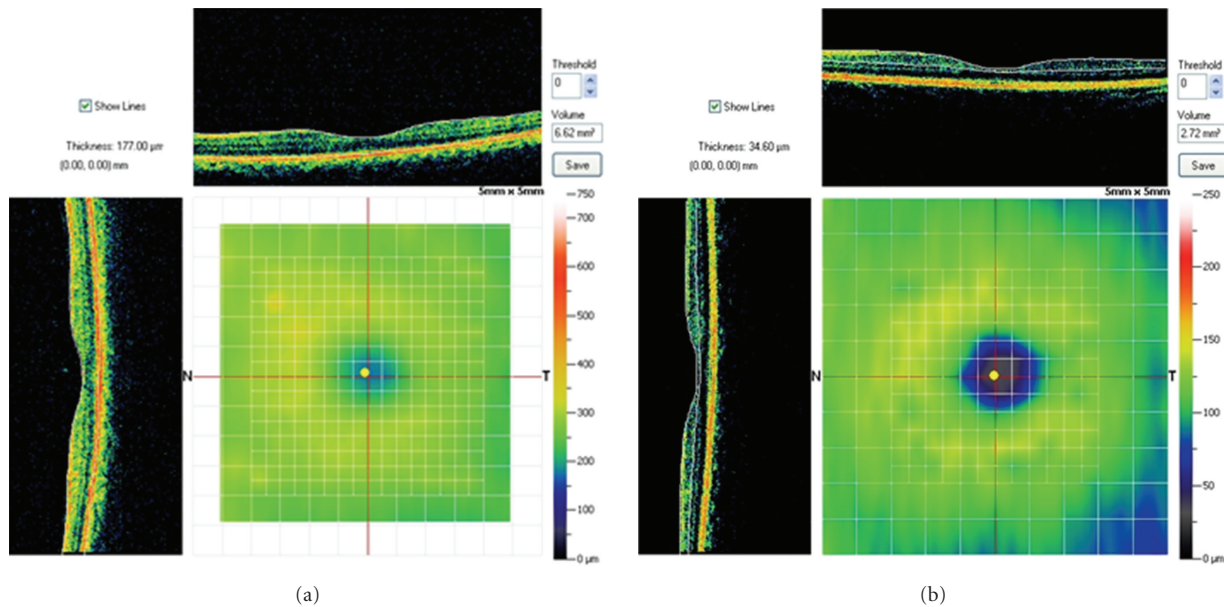 Threshold
0
Show Lines
Volume
6.62 mm³
Thickness: 177.00 µm
(0.00, 0.00) mm
Save
5mm x 5mm
750
700
600
500
400
300
200
100
0 µm
N
T
(a)
Threshold
0
Show Lines
Volume
2.72 mm³
Thickness: 34.60 µm
(0.00, 0.00) mm
Save
5mm x 5mm
250
200
150
100
50
0 µm
N
T
(b)